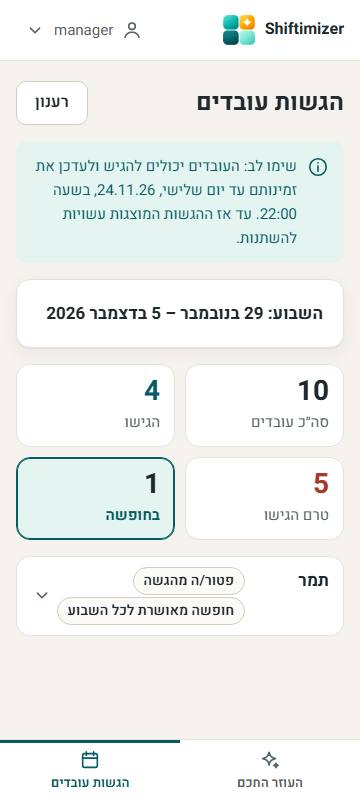 Shiftimizer
manager
הגשות עובדים
רענון
שימו לב: העובדים יכולים להגיש ולעדכן את
זמינותם עד יום שלישי, 24.11.26, בשעה
22:00. עד אז ההגשות המוצגות עשויות
להשתנות.
השבוע: 29 בנובמבר – 5 בדצמבר 2026
10
סה״כ עובדים
4
הגישו
5
טרם הגישו
1
בחופשה
תמר
פטור/ה מהגשה
חופשה מאושרת לכל השבוע
העוזר החכם
הגשות עובדים